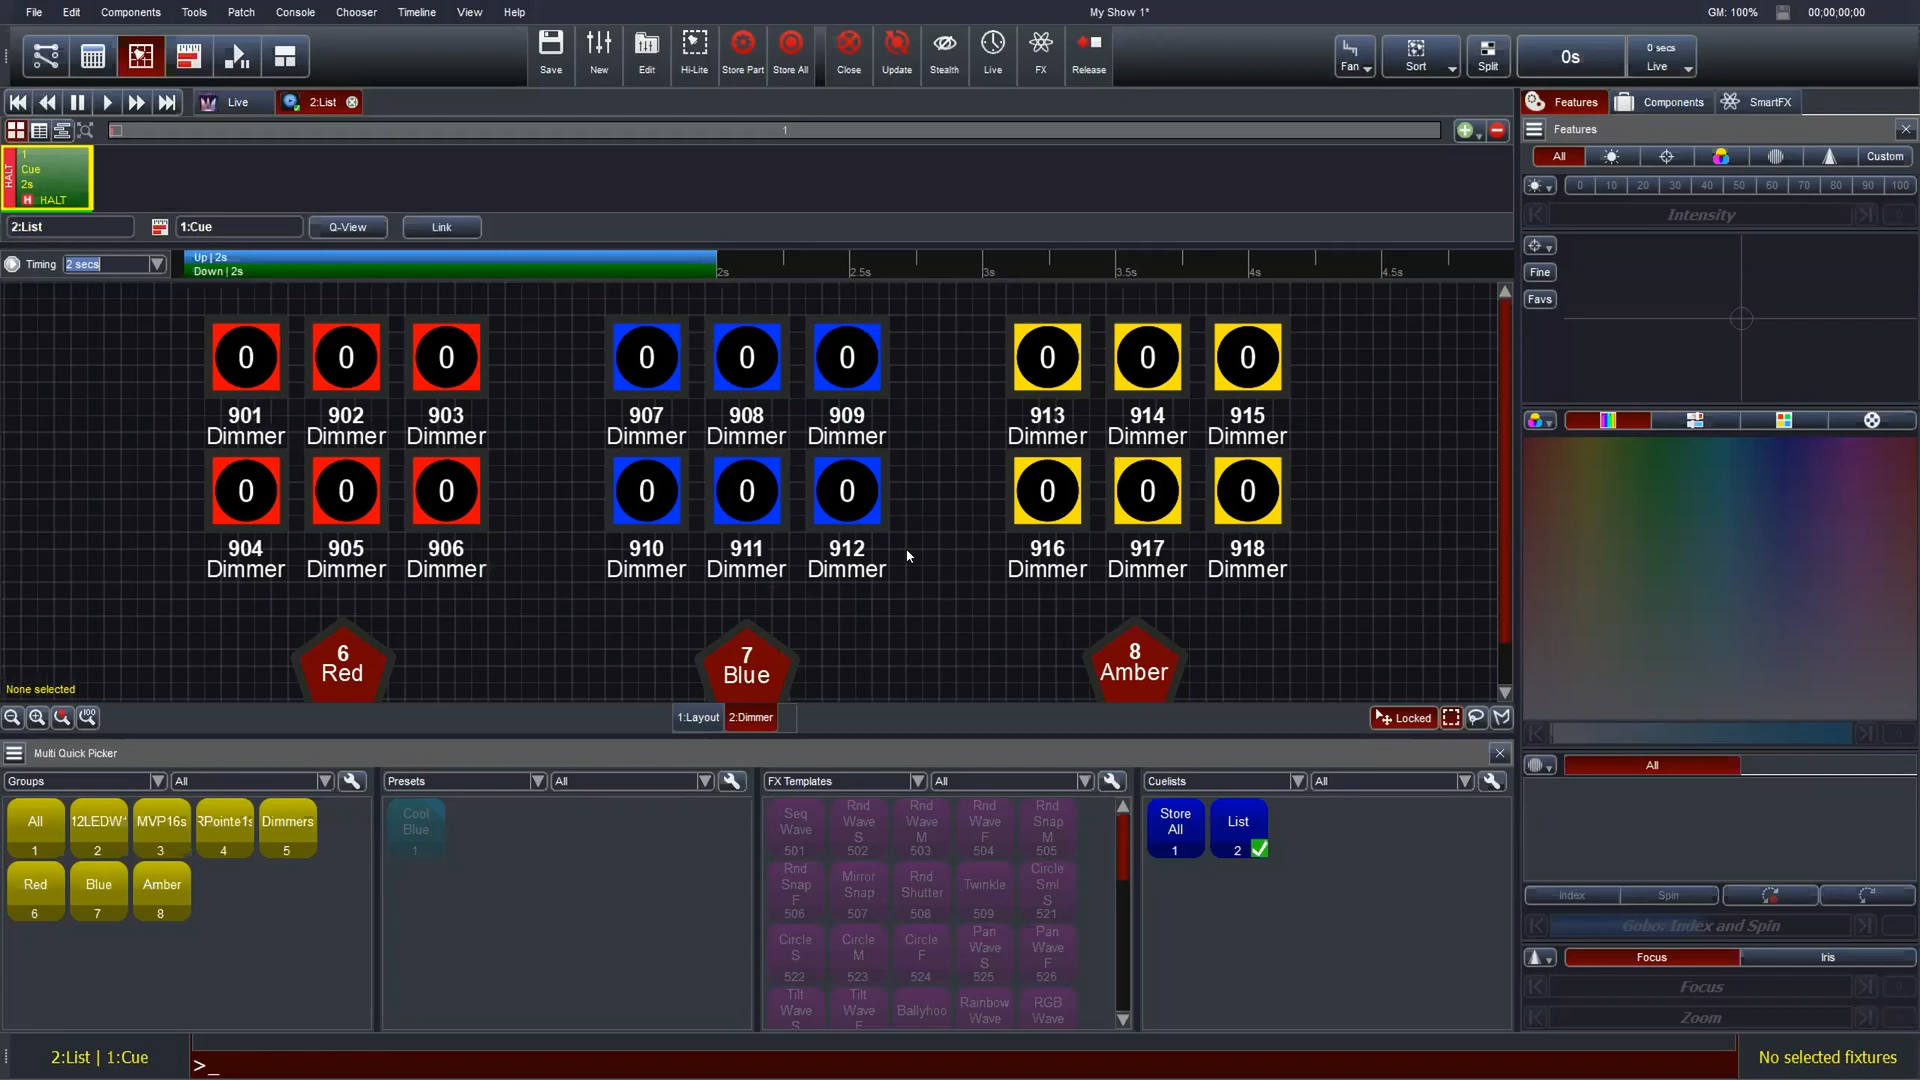 File Edit Components Tools Patch Console Chooser Timeline View Help My Show 1* GM: 100% 00;00;00;00
Save New Edit Hi-Lite Store Part Store All Close Update Stealth Live FX Release Fan Sort Split 0s 0 secs Live
Live 2:List Features Components SmartFX
1 Features
HALT 1 Cue 2s H HALT
All Custom
0 10 20 30 40 50 60 70 80 90 100
Intensity
2:List 1:Cue Q-View Link
Timing 2 secs Up | 2s
Down | 2s 2s 2.5s 3s 3.5s 4s 4.5s
Fine
Favs
0 0 0 0 0 0 0 0 0
901 902 903 907 908 909 913 914 915
Dimmer Dimmer Dimmer Dimmer Dimmer Dimmer Dimmer Dimmer Dimmer
0 0 0 0 0 0 0 0 0
904 905 906 910 911 912 916 917 918
Dimmer Dimmer Dimmer Dimmer Dimmer Dimmer Dimmer Dimmer Dimmer
6 7 8
Red Blue Amber
None selected
100 1:Layout 2:Dimmer Locked
Multi Quick Picker
Groups All Presets All FX Templates All Cuelists All
All 1
12LEDW 2
MVP16s 3
RPointe1s 4
Dimmers 5
Red 6
Blue 7
Amber 8
Cool Blue 1
Seq Wave 501
Rnd Wave S 502
Rnd Wave M 503
Rnd Wave F 504
Rnd Snap M 505
Rnd Snap F 506
Mirror Snap 507
Rnd Shutter 508
Twinkle 509
Circle Sml 521
Circle S 522
Circle M 523
Circle F 524
Pan Wave S 525
Pan Wave F 526
Tilt Wave S
Tilt Wave F
Ballyhoo
Rainbow Wave
RGB Wave
Store All 1
List 2
All
Index Spin
Gobo: Index and Spin
Focus Iris
Focus
Zoom
2:List | 1:Cue >_ No selected fixtures